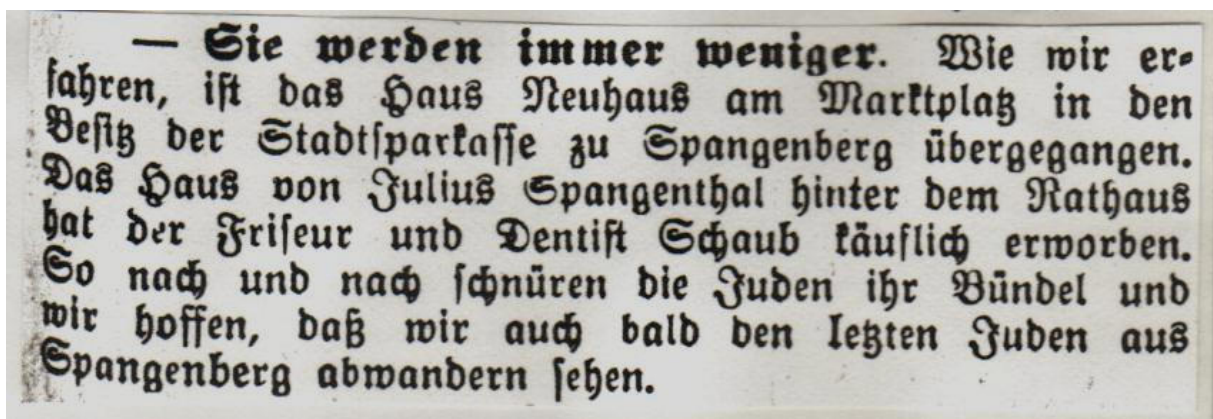 — Sie werden immer weniger. Wie wir er-
fahren, ist das Haus Neuhaus am Marktplatz in den
Besitz der Stadtsparkasse zu Spangenberg übergegangen.
Das Haus von Julius Spangenthal hinter dem Rathaus
hat der Friseur und Dentist Schaub käuflich erworben.
So nach und nach schnüren die Juden ihr Bündel und
wir hoffen, daß wir auch bald den letzten Juden aus
Spangenberg abwandern sehen.